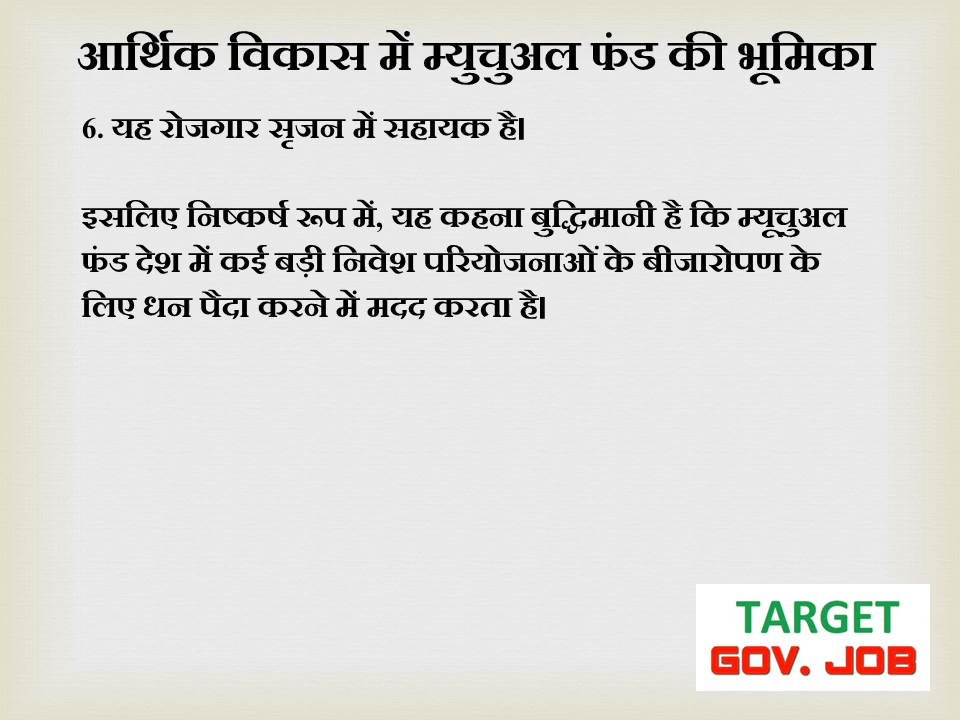 आर्थिक विकास में म्युचुअल फंड की भूमिका
6. यह रोजगार सृजन में सहायक है।
इसलिए निष्कर्ष रूप में, यह कहना बुद्धिमानी है कि म्यूचुअल
फंड देश में कई बड़ी निवेश परियोजनाओं के बीजारोपण के
लिए धन पैदा करने में मदद करता है।
TARGET
GOV. JOB